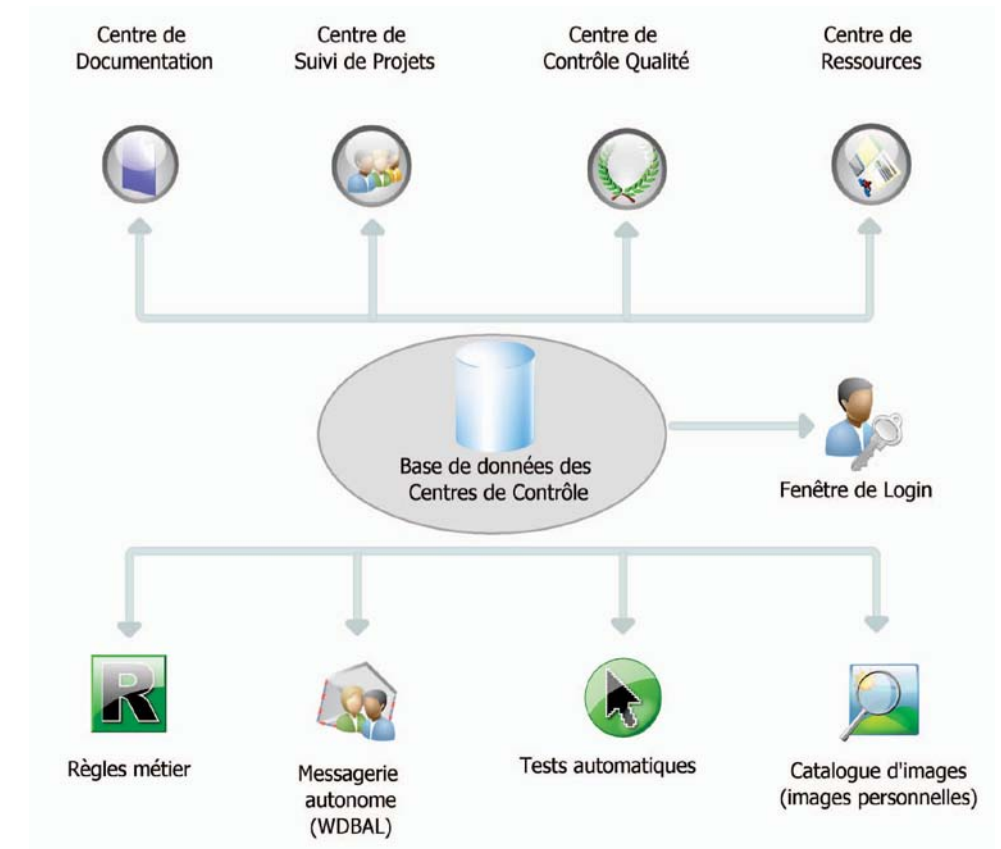 Centre de
Documentation
Centre de
Suivi de Projets
Centre de
Contrôle Qualité
Centre de
Ressources
Base de données des
Centres de Contrôle
Fenêtre de Login
R
Règles métier
Messagerie
autonome
(WDBAL)
Tests automatiques
Catalogue d'images
(images personnelles)